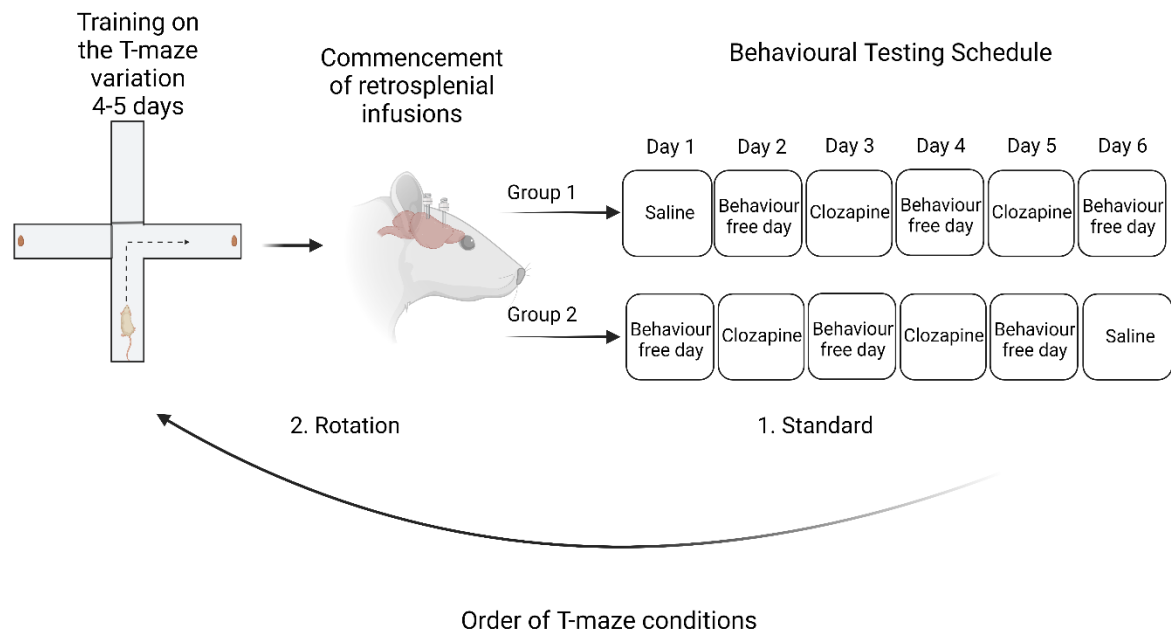 Training on
the T-maze
variation
4-5 days
Commencement
of retrosplenial
infusions
Behavioural Testing Schedule
Day 1 Day 2 Day 3 Day 4 Day 5 Day 6
Group 1
Saline
Behaviour
free day
Clozapine
Behaviour
free day
Clozapine
Behaviour
free day
Group 2
Behaviour
free day
Clozapine
Behaviour
free day
Clozapine
Behaviour
free day
Saline
2. Rotation
1. Standard
Order of T-maze conditions